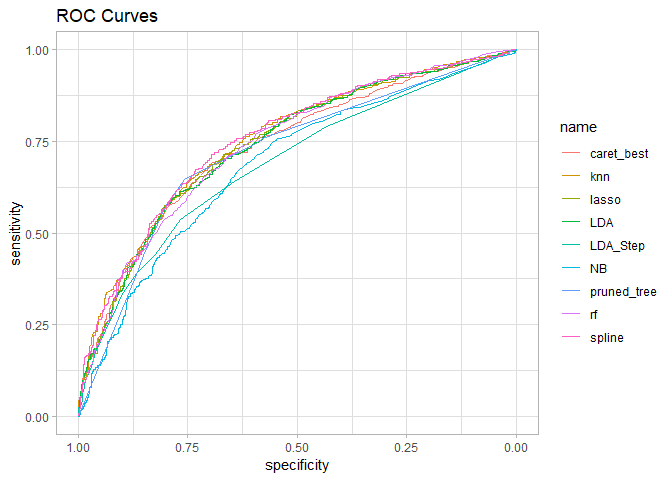 ROC Curves
1.00
0.75
0.50
0.25
0.00
sensitivity
1.00
0.75
0.50
0.25
0.00
specificity
name
caret_best
knn
lasso
LDA
LDA_Step
NB
pruned_tree
rf
spline